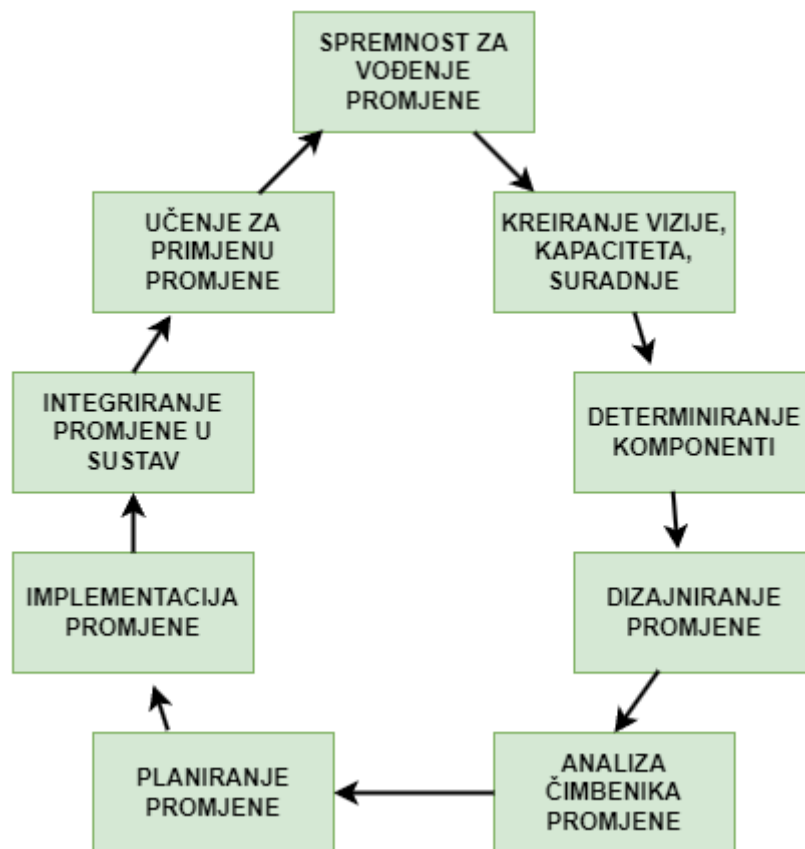 SPREMNOST ZA
VOĐENJE
PROMJENE
KREIRANJE VIZIJE,
KAPACITETA,
SURADNJE
DETERMINIRANJE
KOMPONENTI
DIZAJNIRANJE
PROMJENE
ANALIZA
ČIMBENIKA
PROMJENE
PLANIRANJE
PROMJENE
IMPLEMENTACIJA
PROMJENE
INTEGRIRANJE
PROMJENE U
SUSTAV
UČENJE ZA
PRIMJENU
PROMJENE